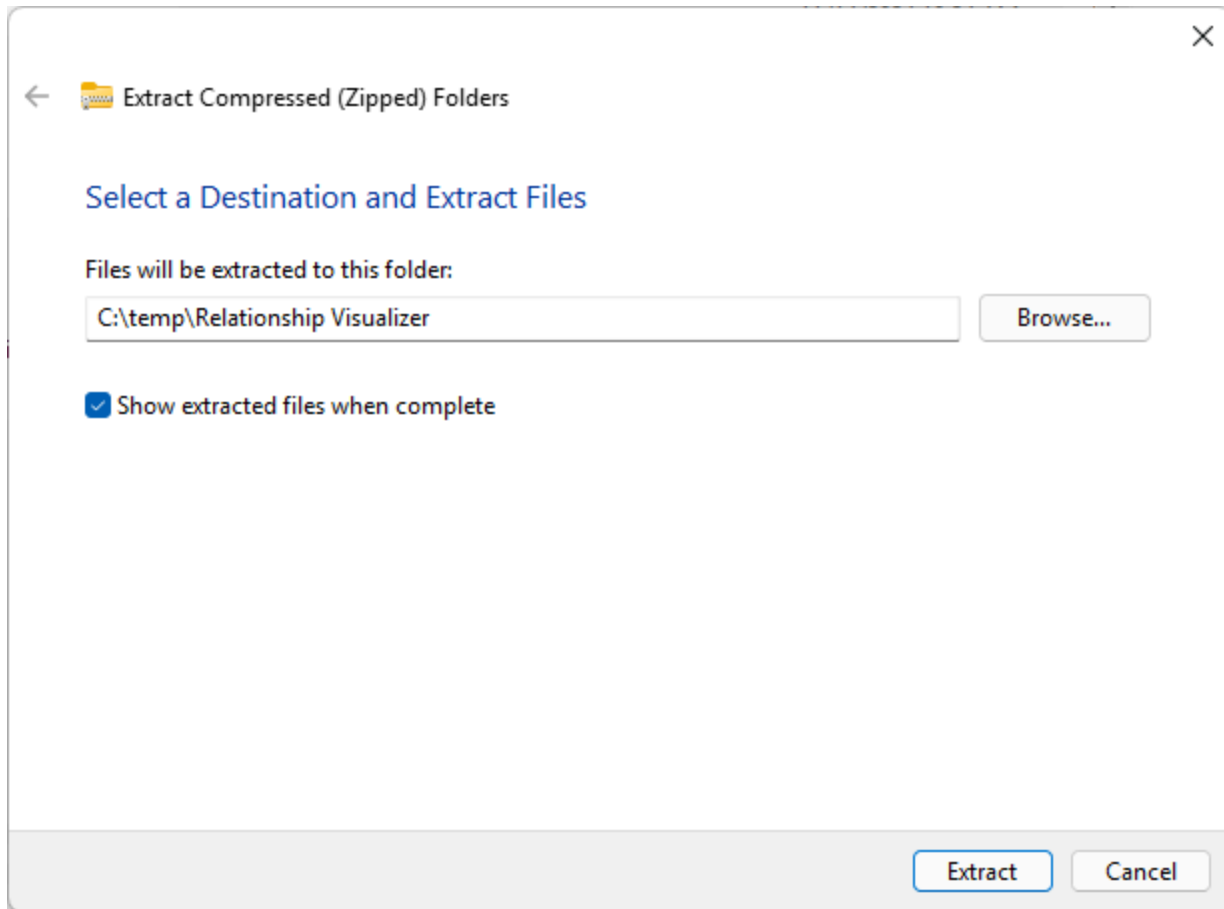 Extract Compressed (Zipped) Folders
Select a Destination and Extract Files
Files will be extracted to this folder:
C:\temp\Relationship Visualizer
Browse...
Show extracted files when complete
Extract
Cancel